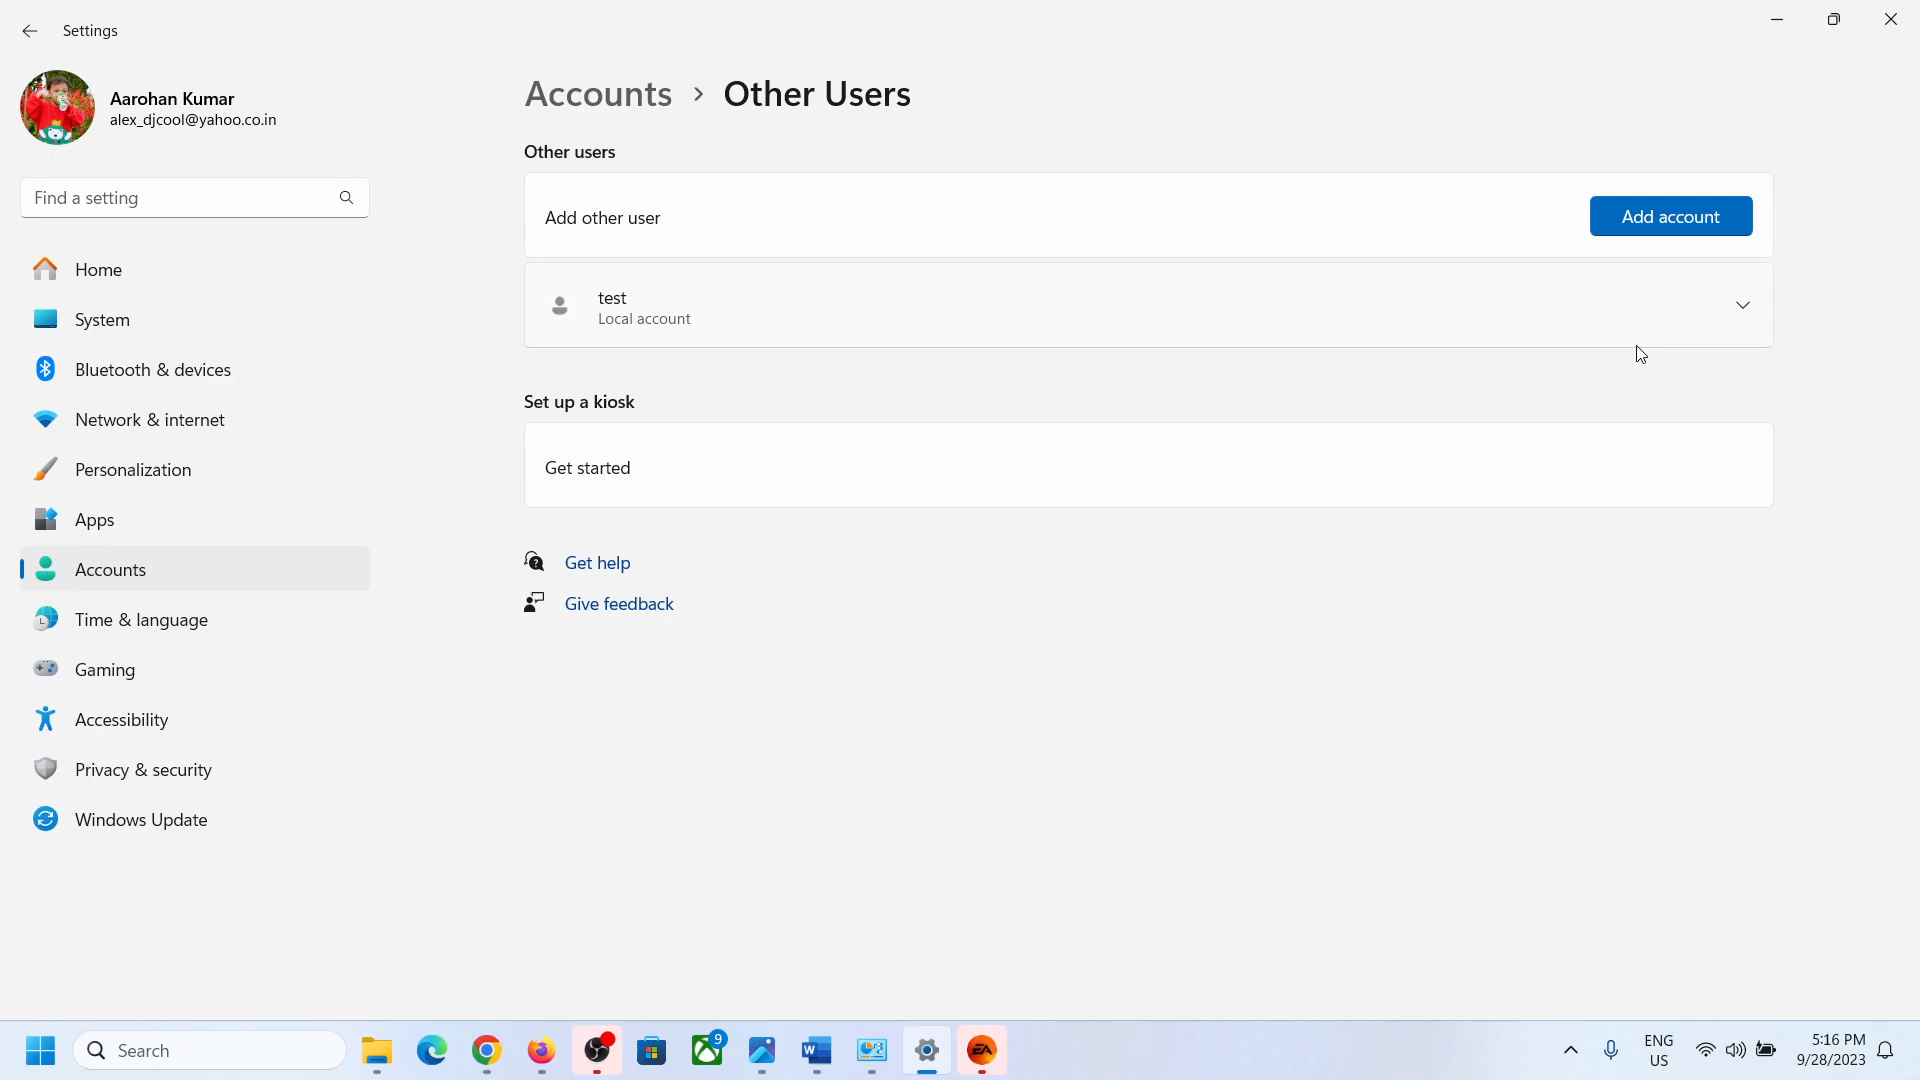 Settings
Aarohan Kumar
alex_djcool@yahoo.co.in
Find a setting
Home
System
Bluetooth & devices
Network & internet
Personalization
Apps
Accounts
Time & language
Gaming
Accessibility
Privacy & security
Windows Update
Accounts > Other Users
Other users
Add other user
Add account
test
Local account
Set up a kiosk
Get started
Get help
Give feedback
Search
9
W
EA
ENG
US
5:16 PM
9/28/2023